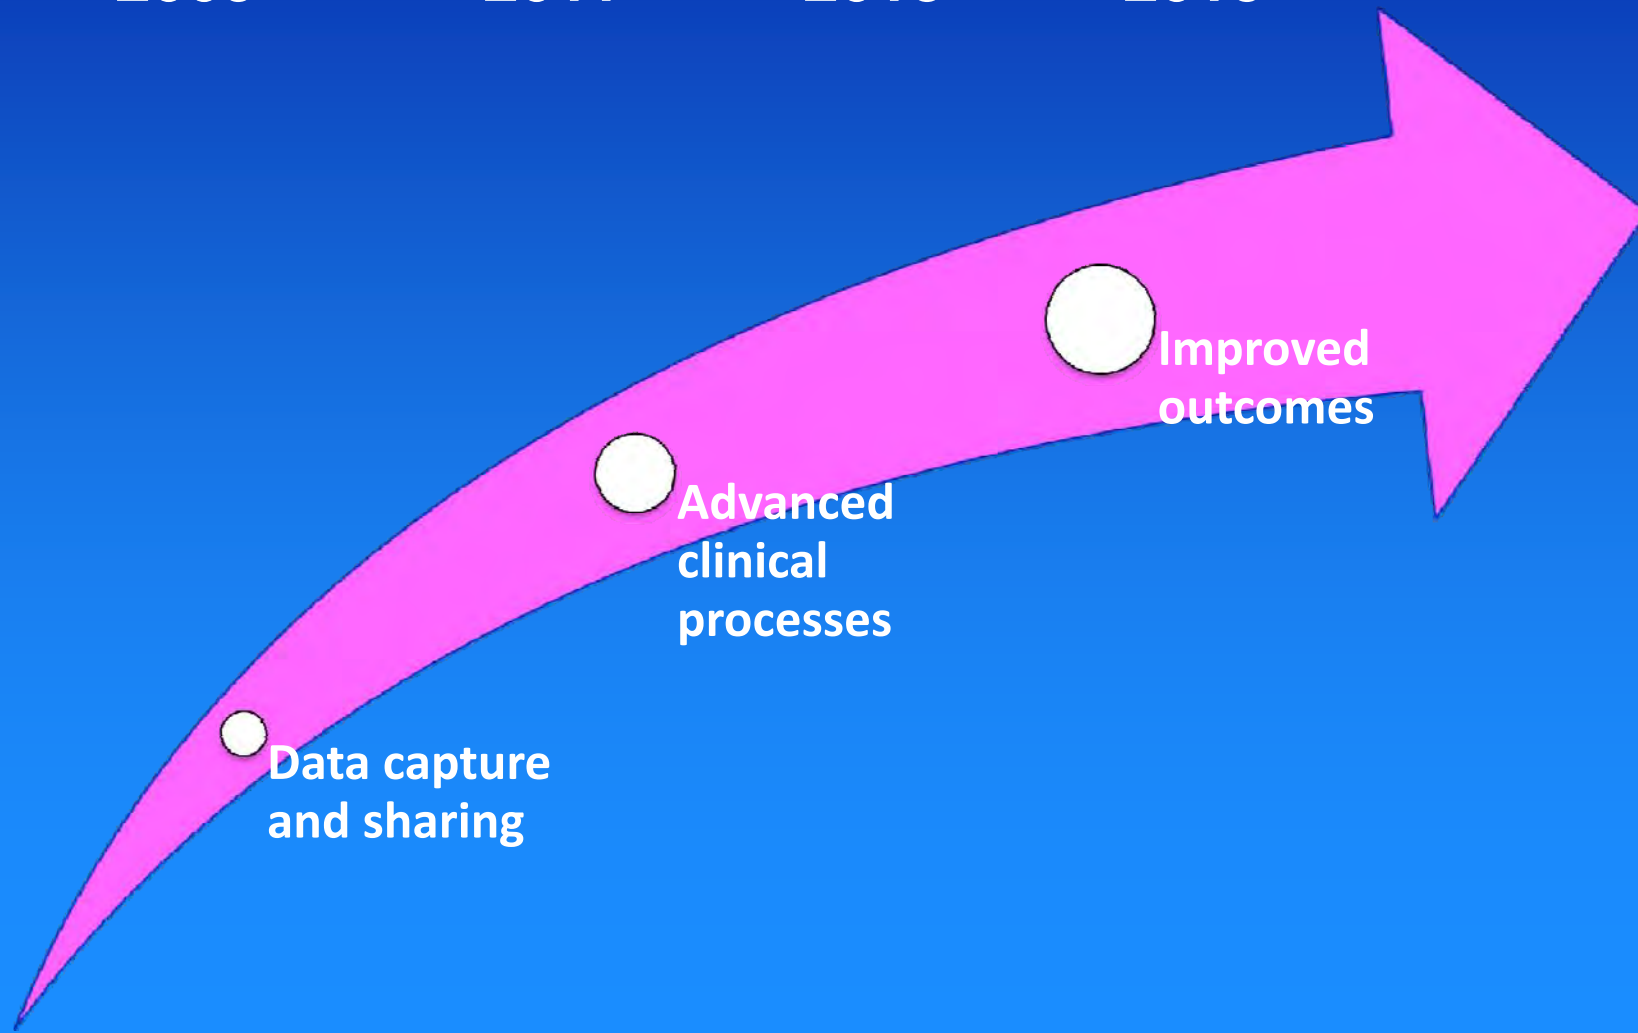 Improved
outcomes
Advanced
clinical
processes
Data capture
and sharing